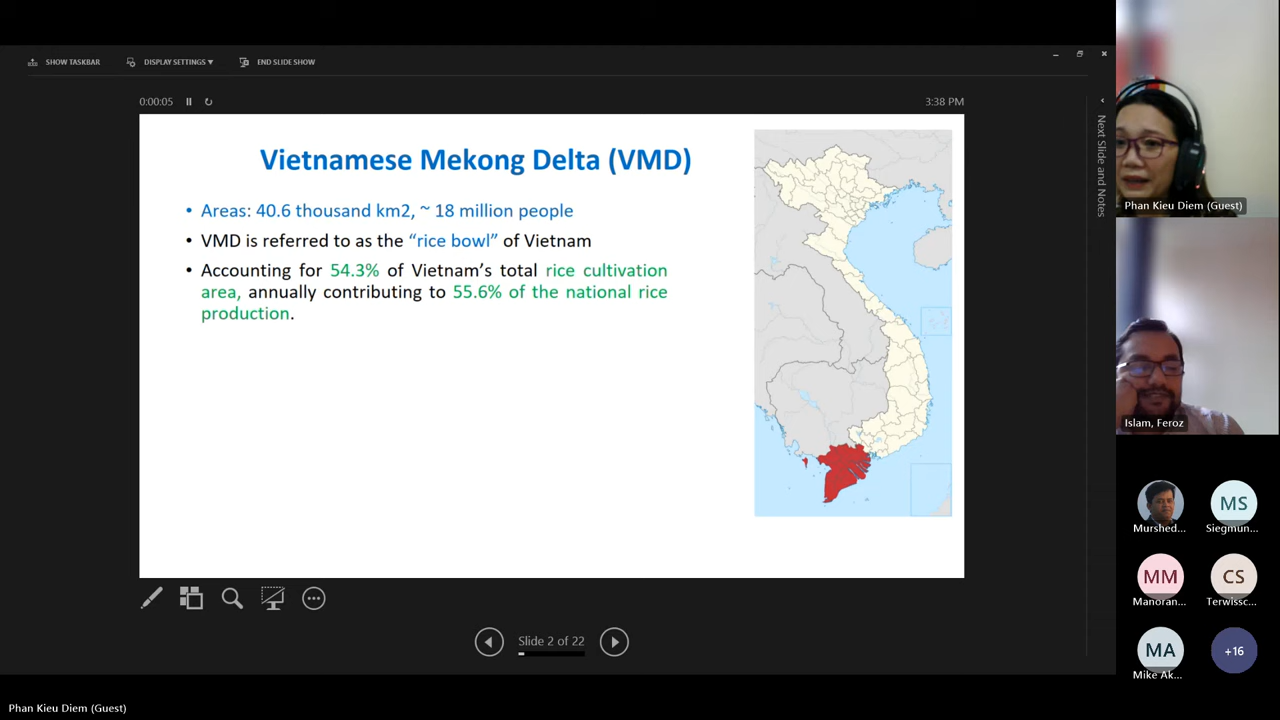 SHOW TASKBAR
DISPLAY SETTINGS ▾
END SLIDE SHOW
0:00:05
3:38 PM
Next Slide and Notes
Vietnamese Mekong Delta (VMD)
• Areas: 40.6 thousand km2, ~ 18 million people
• VMD is referred to as the “rice bowl” of Vietnam
• Accounting for 54.3% of Vietnam’s total rice cultivation
area, annually contributing to 55.6% of the national rice
production.
Slide 2 of 22
Phan Kieu Diem (Guest)
Islam, Feroz
MS
Murshed...
Siegmun...
MM
CS
Manoran...
Terwissc...
MA
+16
Mike Ak...
Phan Kieu Diem (Guest)